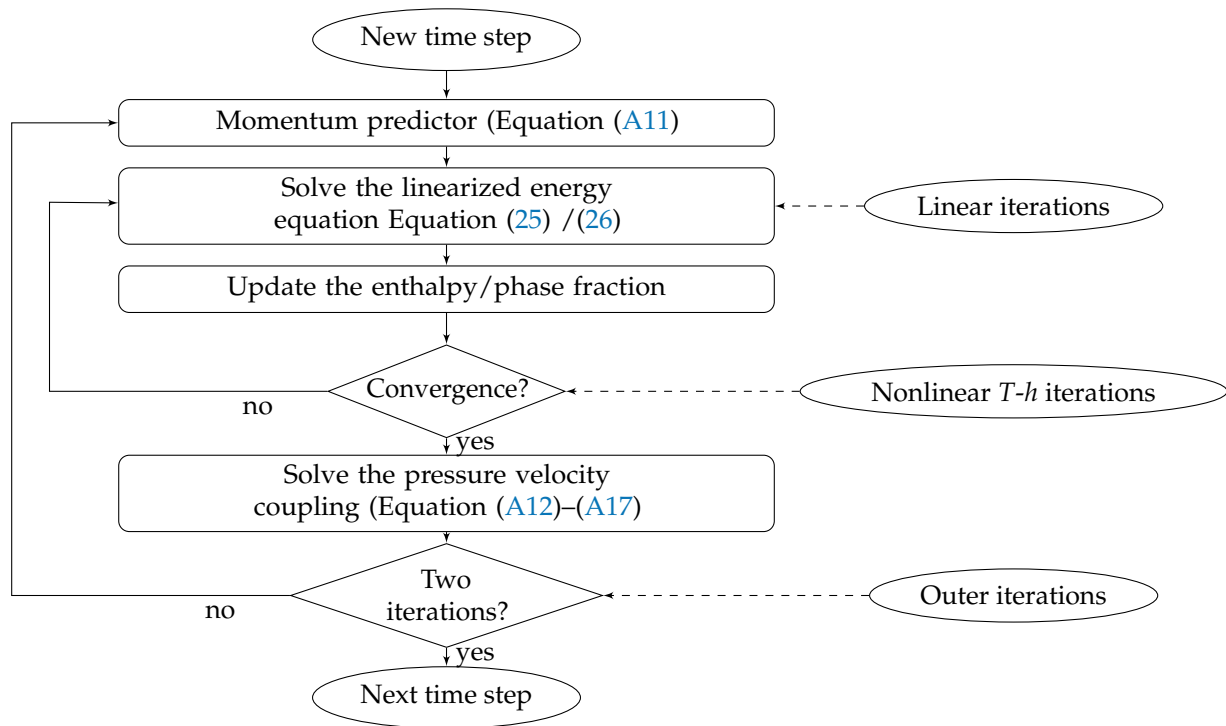 New time step
Momentum predictor (Equation (A11)
Solve the linearized energy
equation Equation (25) /(26)
Linear iterations
Update the enthalpy/phase fraction
Convergence?
Nonlinear T-h iterations
no
yes
Solve the pressure velocity
coupling (Equation (A12)–(A17)
Two
iterations?
Outer iterations
no
yes
Next time step